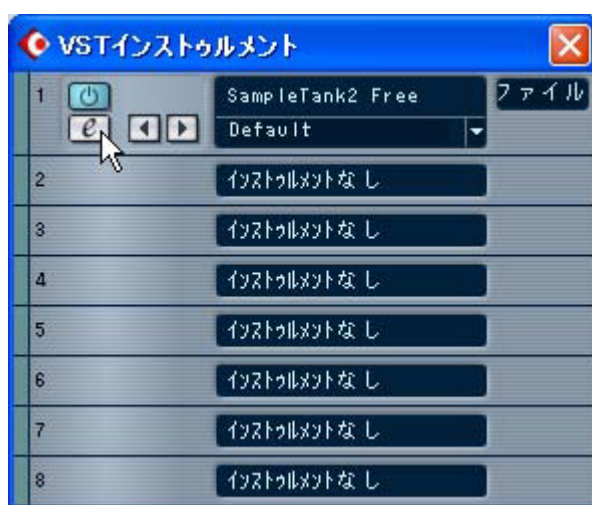 VSTインストゥルメント
1 SampleTank2 Free ファイル
e Default
2 インストゥルメントなし
3 インストゥルメントなし
4 インストゥルメントなし
5 インストゥルメントなし
6 インストゥルメントなし
7 インストゥルメントなし
8 インストゥルメントなし